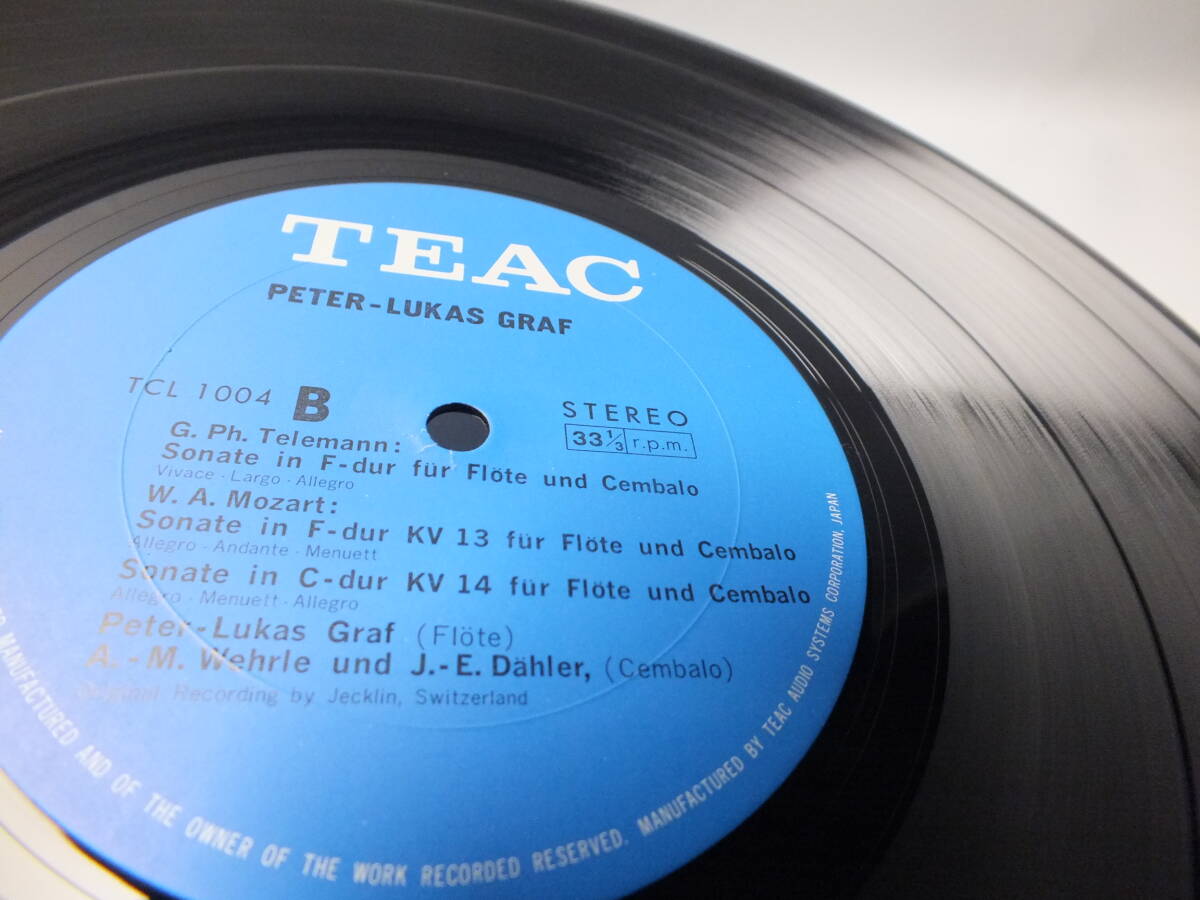 TEAC
PETER-LUKAS GRAF
TCL 1004 B
STEREO
33 1/3 r.p.m.
G. Ph. Telemann:
Sonate in F-dur für Flöte und Cembalo
Vivace · Largo · Allegro
W. A. Mozart:
Sonate in F-dur KV 13 für Flöte und Cembalo
Allegro · Andante · Menuett
Sonate in C-dur KV 14 für Flöte und Cembalo
Allegro · Menuett · Allegro
Peter-Lukas Graf (Flöte)
A.-M. Wehrle und J.-E. Dähler, (Cembalo)
Original Recording by Jecklin, Switzerland
MANUFACTURED AND OF THE OWNER OF THE WORK RECORDED RESERVED. MANUFACTURED BY TEAC AUDIO SYSTEMS CORPORATION, JAPAN